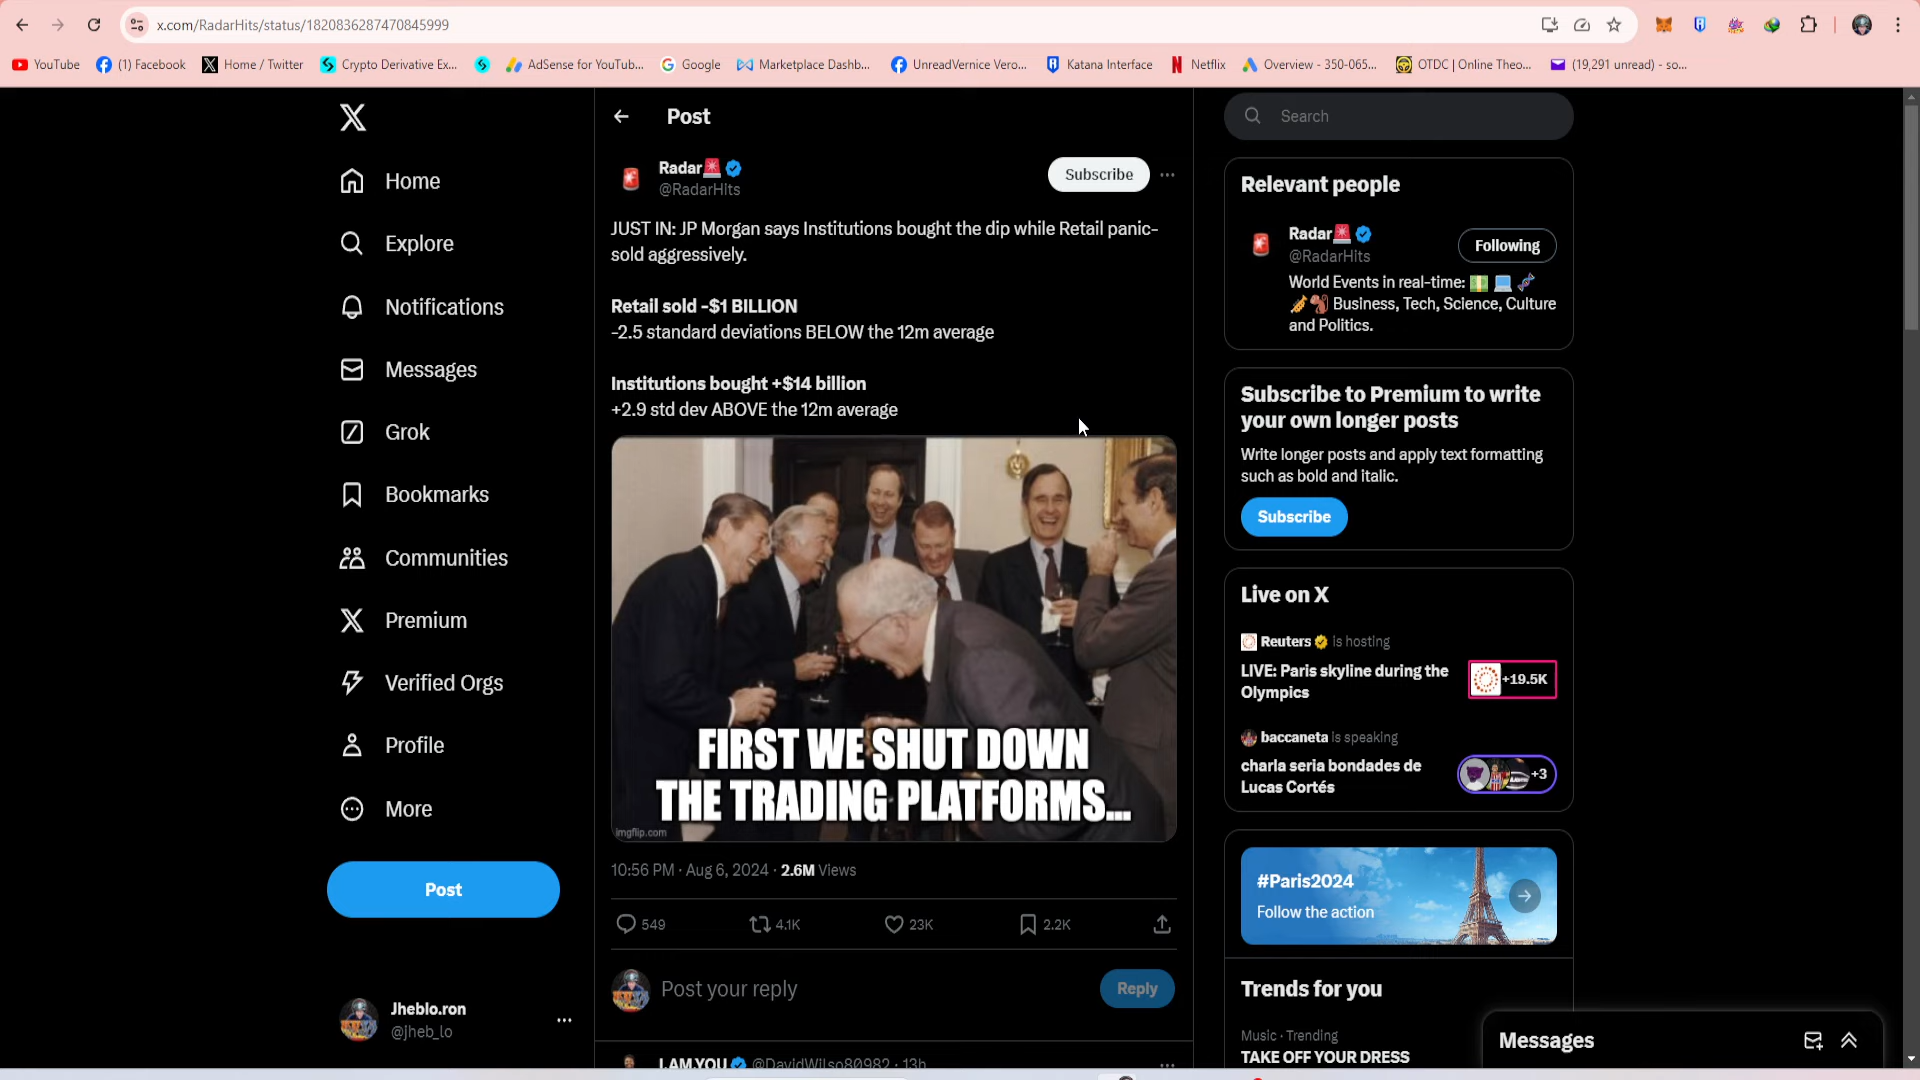 x.com/RadarHits/status/1820836287470845999
YouTube
(1) Facebook
Home / Twitter
Crypto Derivative Ex...
AdSense for YouTub...
Google
Marketplace Dashb...
UnreadVernice Vero...
Katana Interface
Netflix
Overview - 350-065...
OTDC | Online Theo...
(19,291 unread) - so...
Home
Explore
Notifications
Messages
Grok
Bookmarks
Communities
Premium
Verified Orgs
Profile
More
Post
Jheblo.ron
@jheb_lo
Post
Radar
@RadarHits
Subscribe
JUST IN: JP Morgan says Institutions bought the dip while Retail panic-
sold aggressively.
Retail sold -$1 BILLION
-2.5 standard deviations BELOW the 12m average
Institutions bought +$14 billion
+2.9 std dev ABOVE the 12m average
FIRST WE SHUT DOWN
THE TRADING PLATFORMS...
imgflip.com
10:56 PM · Aug 6, 2024 · 2.6M Views
549
4.1K
23K
2.2K
Post your reply
Reply
I.AM.YOU @DavidWilso80982 · 13h
Search
Relevant people
Radar
@RadarHits
Following
World Events in real-time:
Business, Tech, Science, Culture
and Politics.
Subscribe to Premium to write
your own longer posts
Write longer posts and apply text formatting
such as bold and italic.
Subscribe
Live on X
Reuters is hosting
LIVE: Paris skyline during the
Olympics
+19.5K
baccaneta is speaking
charla seria bondades de
Lucas Cortés
+3
#Paris2024
Follow the action
Trends for you
Music · Trending
TAKE OFF YOUR DRESS
Messages